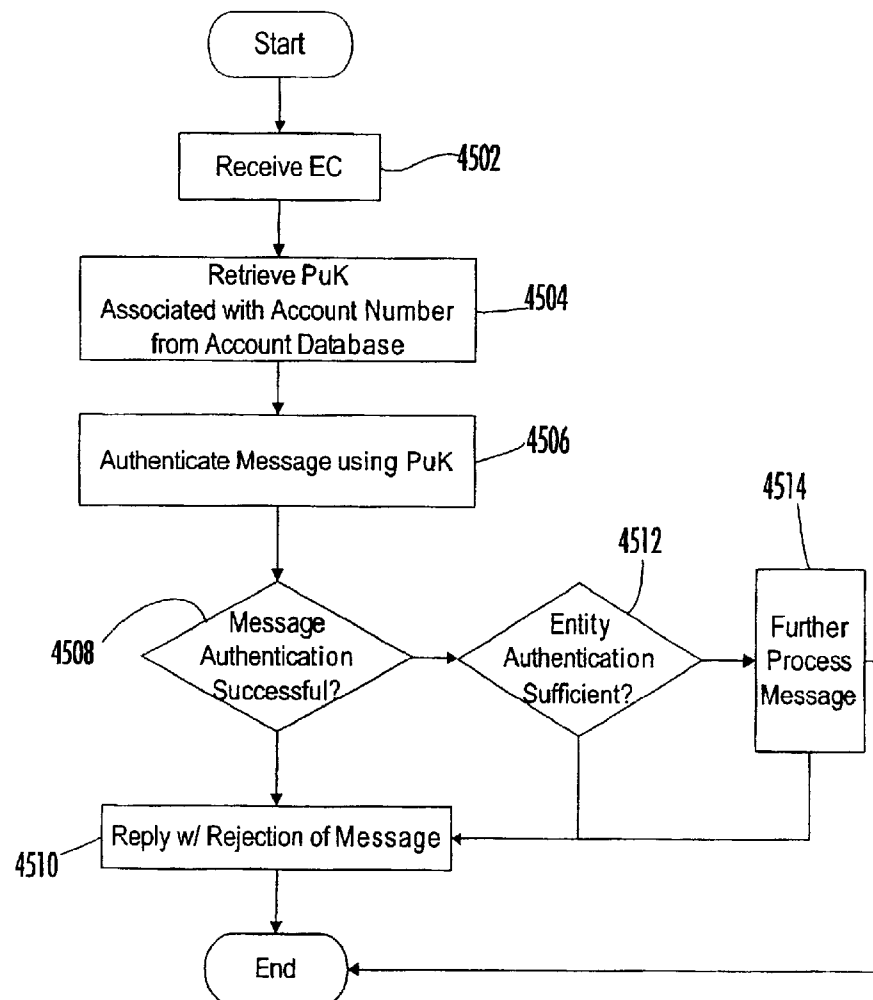 Start
Receive EC
4502
Retrieve PuK
Associated with Account Number
from Account Database
4504
Authenticate Message using PuK
4506
4514
4512
4508
Message
Authentication
Successful?
Entity
Authentication
Sufficient?
Further
Process
Message
Reply w/ Rejection of Message
4510
End